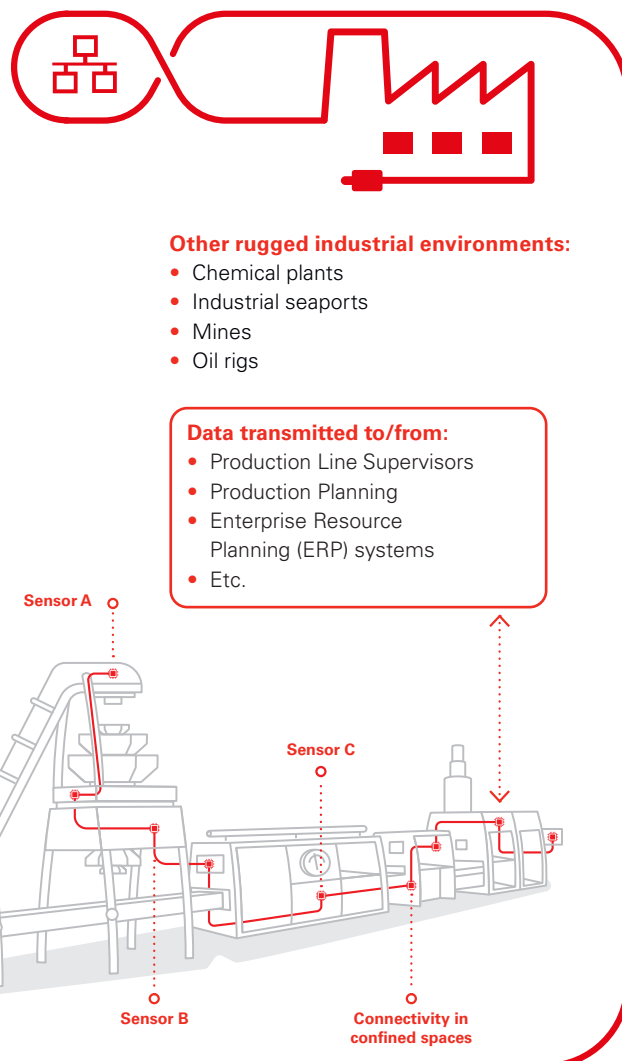 Other rugged industrial environments:
• Chemical plants
• Industrial seaports
• Mines
• Oil rigs
Data transmitted to/from:
• Production Line Supervisors
• Production Planning
• Enterprise Resource
Planning (ERP) systems
• Etc.
Sensor A
Sensor C
Sensor B
Connectivity in
confined spaces